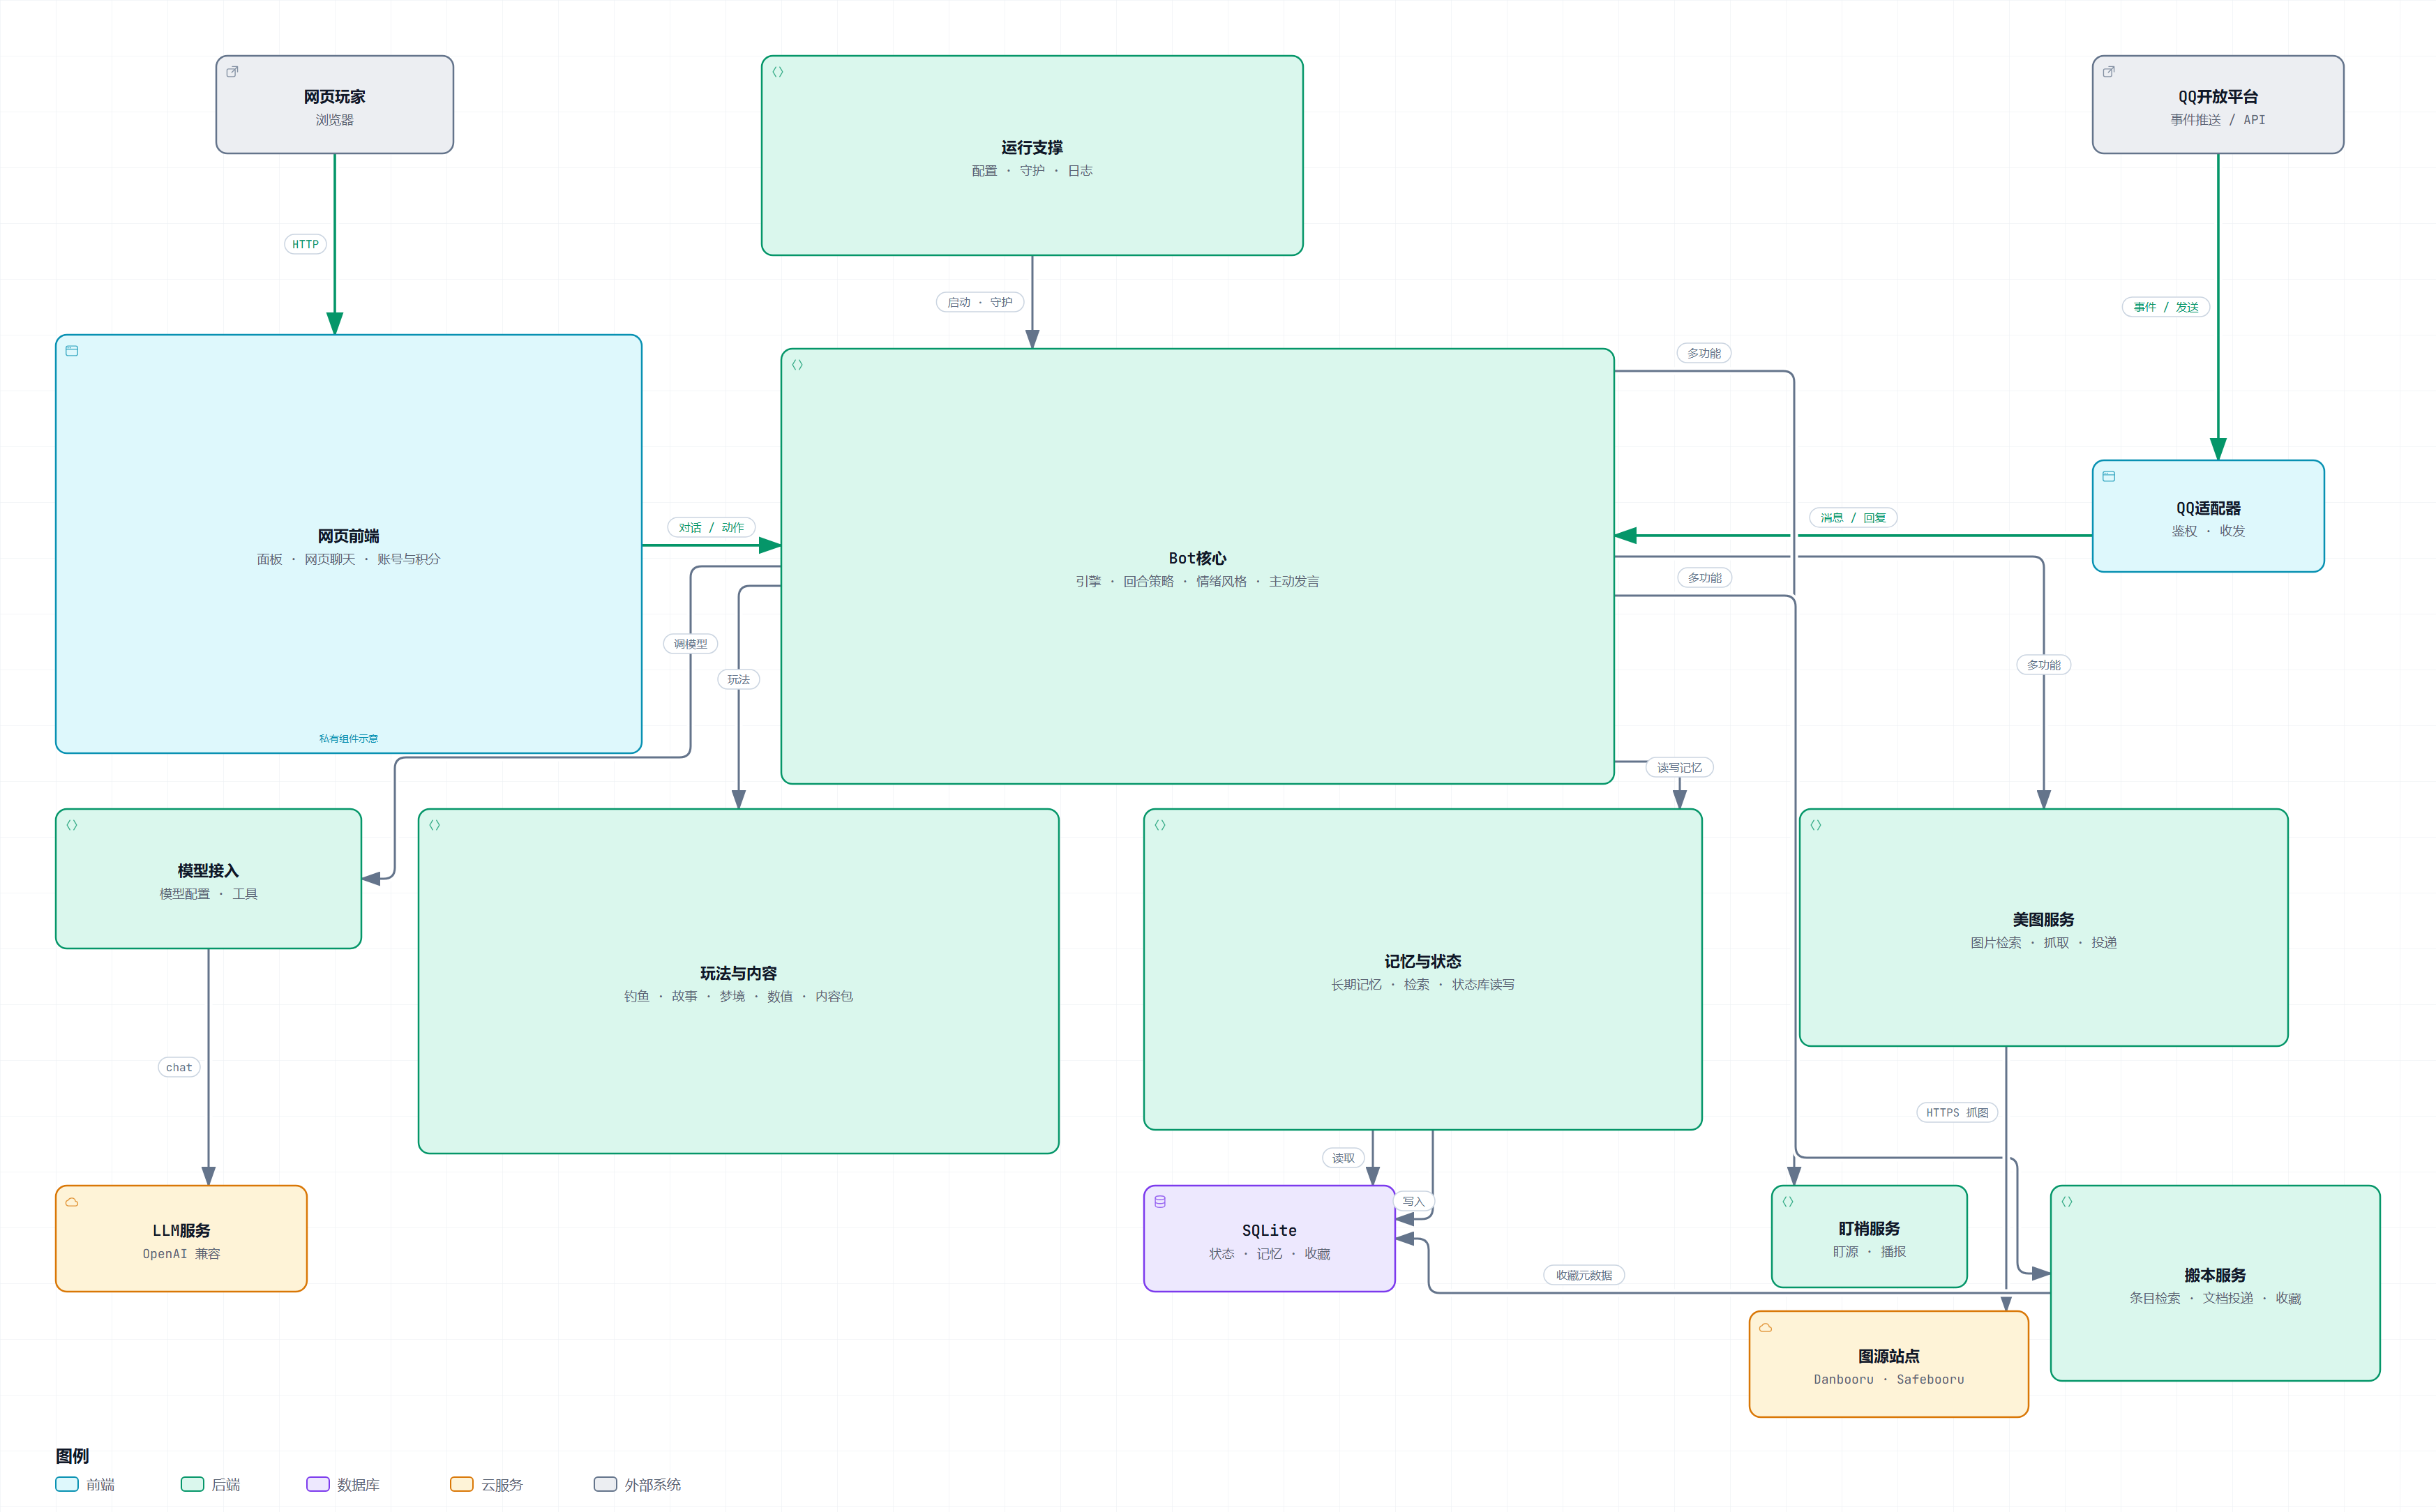 网页玩家
浏览器
运行支撑
配置 · 守护 · 日志
QQ开放平台
事件推送 / API
HTTP
启动 · 守护
事件 / 发送
多功能
网页前端
面板 · 网页聊天 · 账号与积分
私有组件示意
对话 / 动作
Bot核心
引擎 · 回合策略 · 情绪风格 · 主动发言
消息 / 回复
QQ适配器
鉴权 · 收发
多功能
调模型
玩法
多功能
读写记忆
模型接入
模型配置 · 工具
玩法与内容
钓鱼 · 故事 · 梦境 · 数值 · 内容包
记忆与状态
长期记忆 · 检索 · 状态库读写
美图服务
图片检索 · 抓取 · 投递
chat
HTTPS 抓图
读取
写入
LLM服务
OpenAI 兼容
SQLite
状态 · 记忆 · 收藏
盯梢服务
盯源 · 播报
收藏元数据
搬本服务
条目检索 · 文档投递 · 收藏
图源站点
Danbooru · Safebooru
图例
前端
后端
数据库
云服务
外部系统